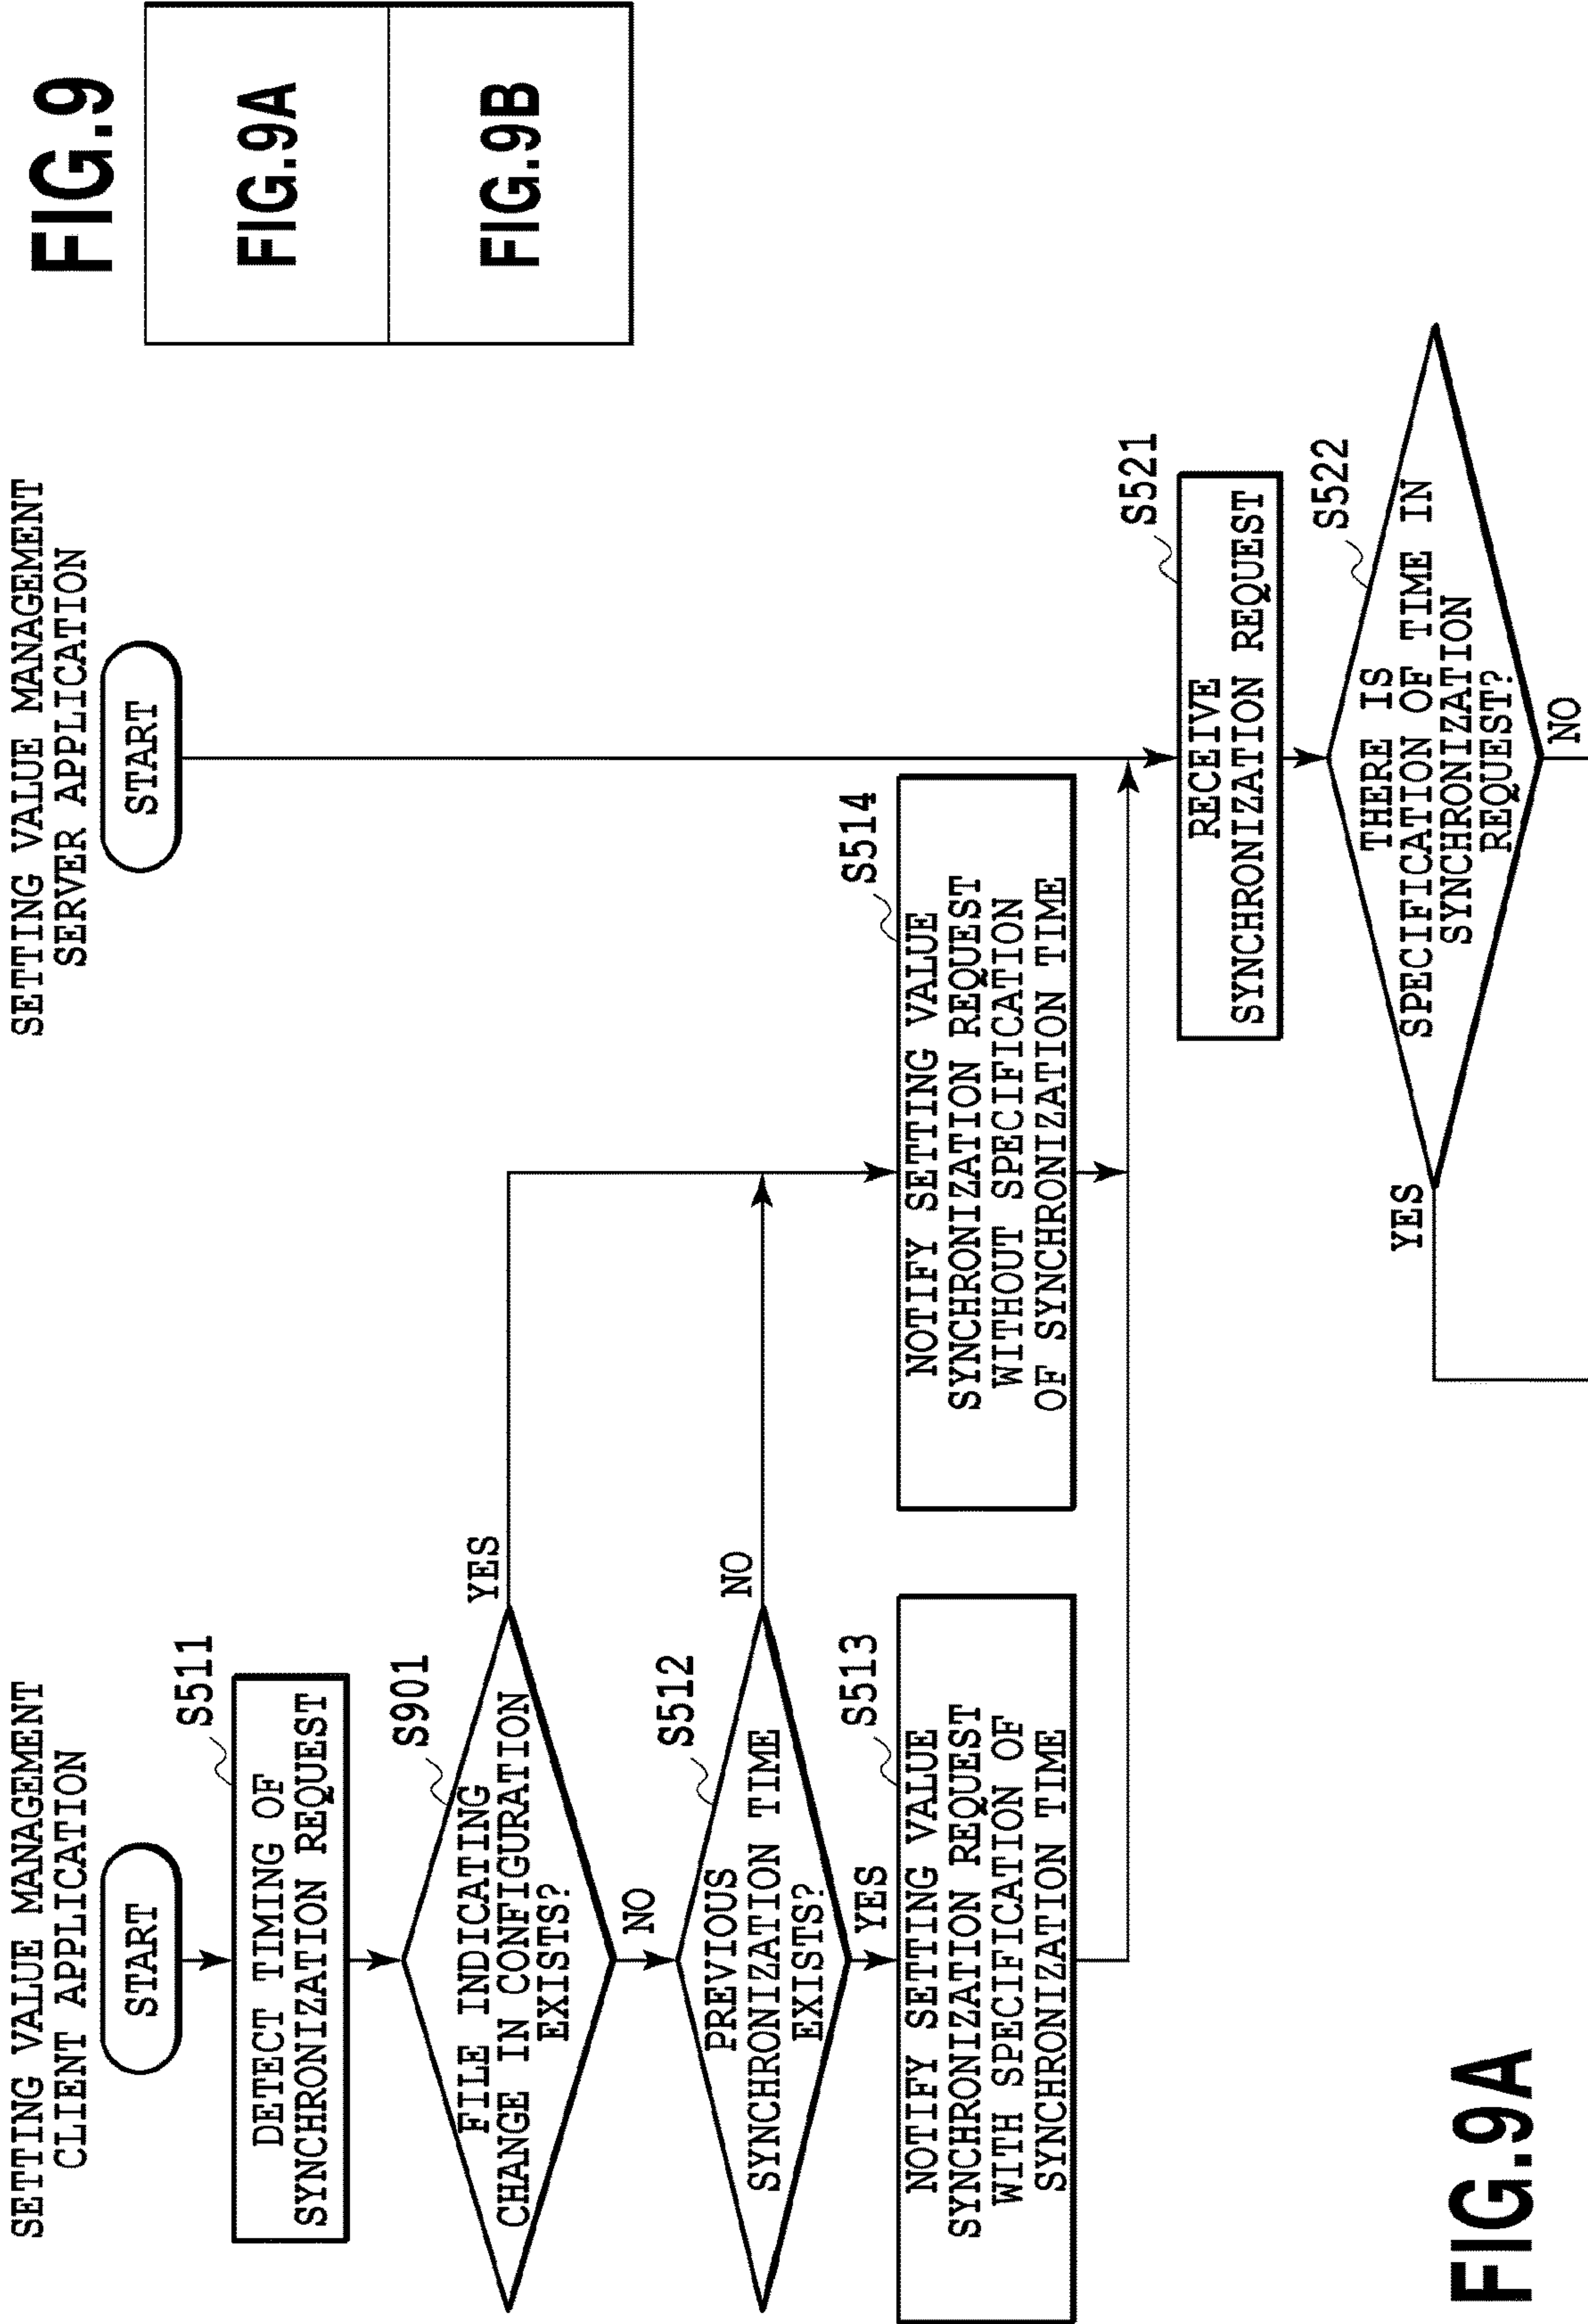 FIG.9
FIG.9A
FIG.9B
SETTING VALUE MANAGEMENT
CLIENT APPLICATION
START
S511
DETECT TIMING OF
SYNCHRONIZATION REQUEST
S901
FILE INDICATING
CHANGE IN CONFIGURATION
EXISTS?
YES
NO
S512
PREVIOUS
SYNCHRONIZATION TIME
EXISTS?
NO
YES
S513
NOTIFY SETTING VALUE
SYNCHRONIZATION REQUEST
WITH SPECIFICATION OF
SYNCHRONIZATION TIME
S514
NOTIFY SETTING VALUE
SYNCHRONIZATION REQUEST
WITHOUT SPECIFICATION
OF SYNCHRONIZATION TIME
SETTING VALUE MANAGEMENT
SERVER APPLICATION
START
S521
RECEIVE
SYNCHRONIZATION REQUEST
S522
THERE IS
SPECIFICATION OF TIME IN
SYNCHRONIZATION
REQUEST?
YES
NO
FIG.9A